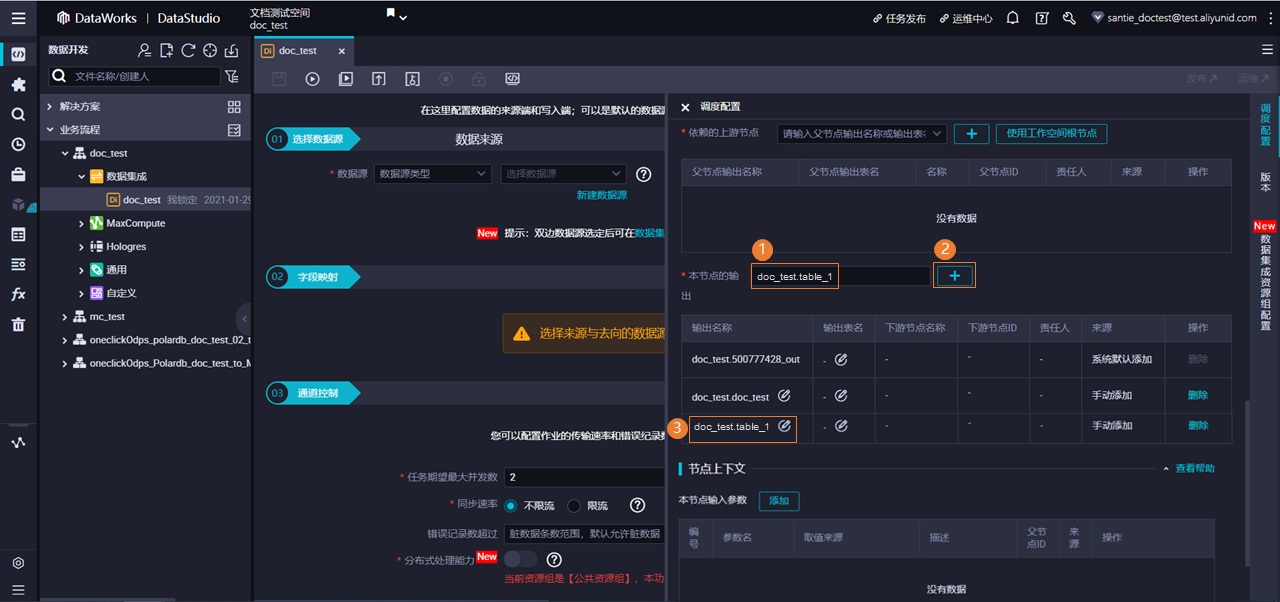 DataWorks | DataStudio
文档测试空间
doc_test
任务发布
运维中心
santie_doctest@test.aliyunid.com
数据开发
文件名称/创建人
解决方案
业务流程
doc_test
数据集成
Di doc_test 我锁定 2021-01-29
MaxCompute
Hologres
通用
自定义
mc_test
oneclickOdps_polardb_doc_test_02_t
oneclickOdps_Polardb_doc_test_to_M
Di doc_test
发布
运维
在这里配置数据的来源端和写入端；可以是默认的数据源
01 选择数据源
数据来源
* 数据源 数据源类型 选择数据源
新建数据源
New 提示：双边数据源选定后可在数据集
02 字段映射
选择来源与去向的数据源
03 通道控制
您可以配置作业的传输速率和错误记录数
* 任务期望最大并发数 2
* 同步速率 不限流 限流
错误记录数超过 脏数据条数范围，默认允许脏数据
* 分布式处理能力 New
当前资源组是【公共资源组】，本功
调度配置
* 依赖的上游节点 请输入父节点输出名称或输出表 + 使用工作空间根节点
父节点输出名称 父节点输出表名 名称 父节点ID 责任人 来源 操作
没有数据
1
2
* 本节点的输出
doc_test.table_1
+
输出名称 输出表名 下游节点名称 下游节点ID 责任人 来源 操作
doc_test.500777428_out - - - - 系统默认添加 删除
doc_test.doc_test - - - - 手动添加 删除
3
doc_test.table_1 - - - - 手动添加 删除
节点上下文
查看帮助
本节点输入参数 添加
编号 参数名 取值来源 描述 父节点ID 来源 操作
没有数据
调度配置
版本
New
数据集成资源组配置